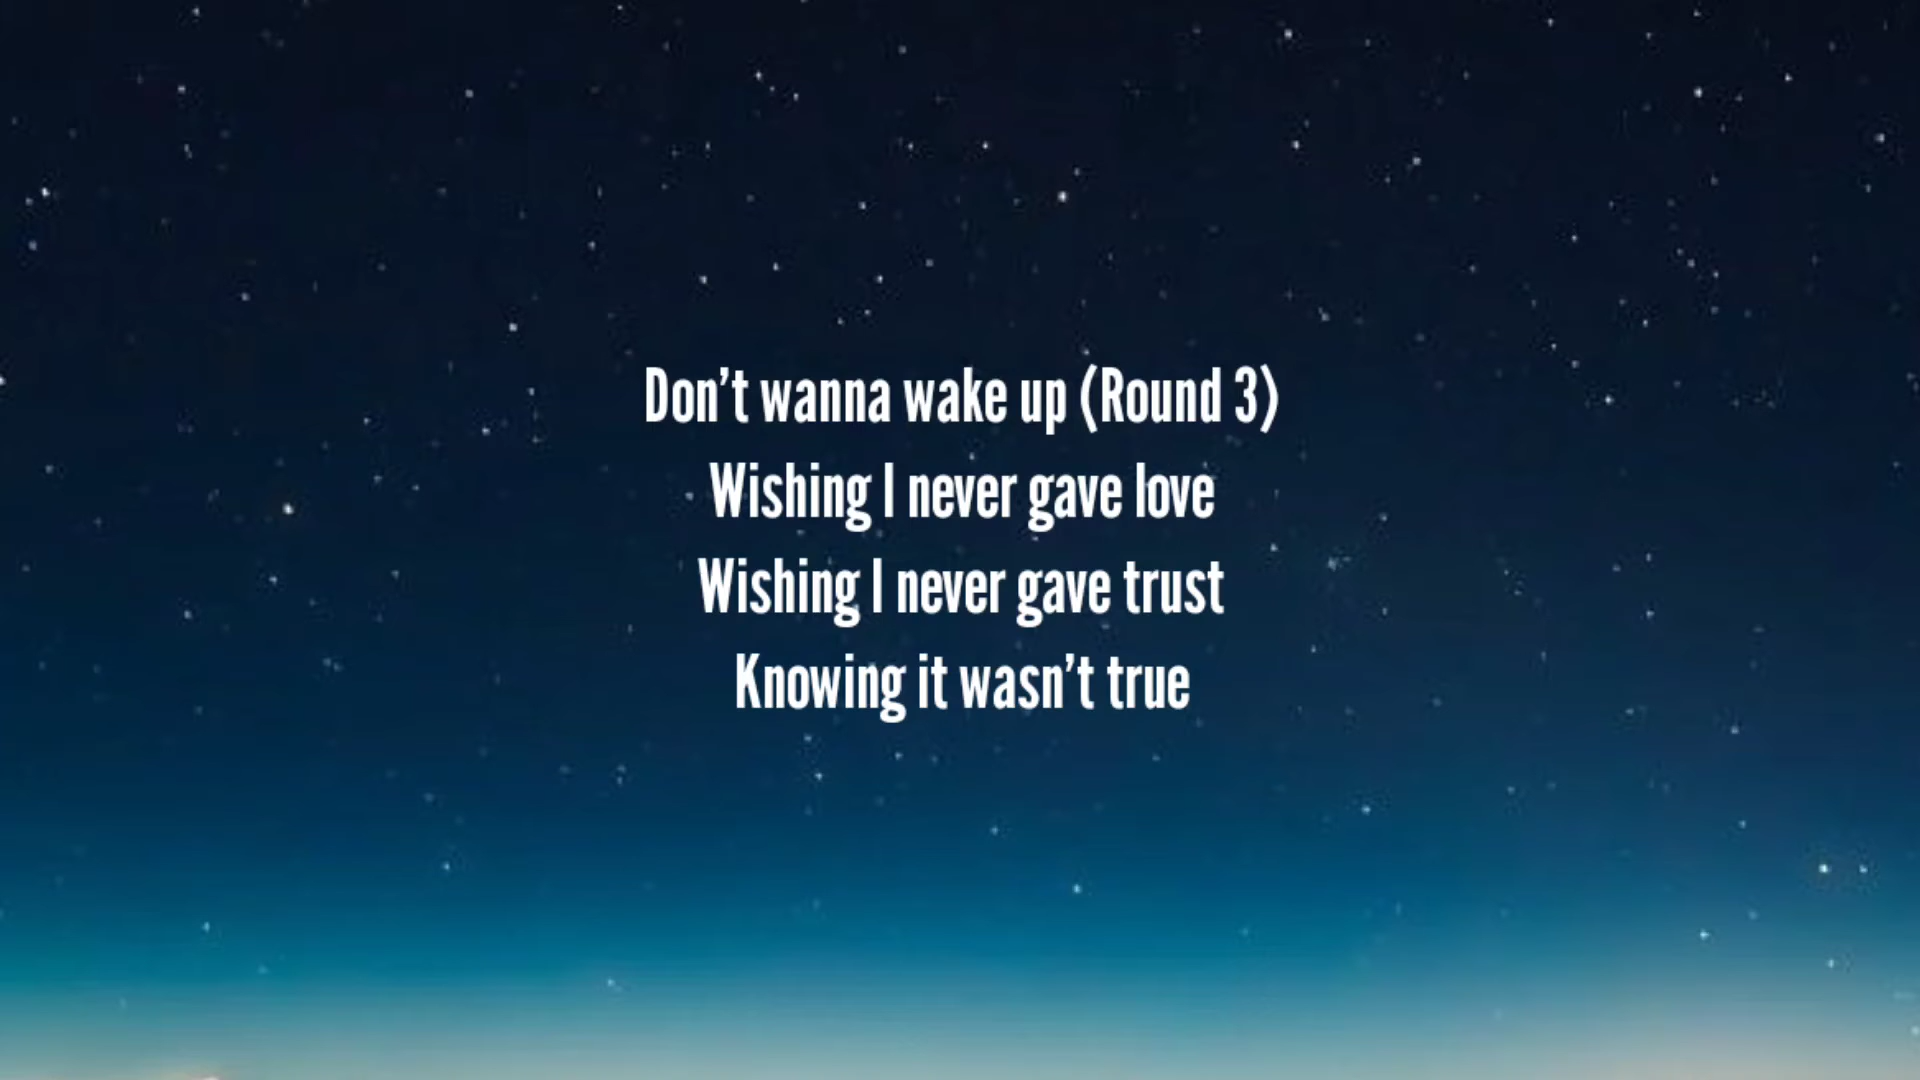 Don’t wanna wake up (Round 3)
Wishing I never gave love
Wishing I never gave trust
Knowing it wasn’t true